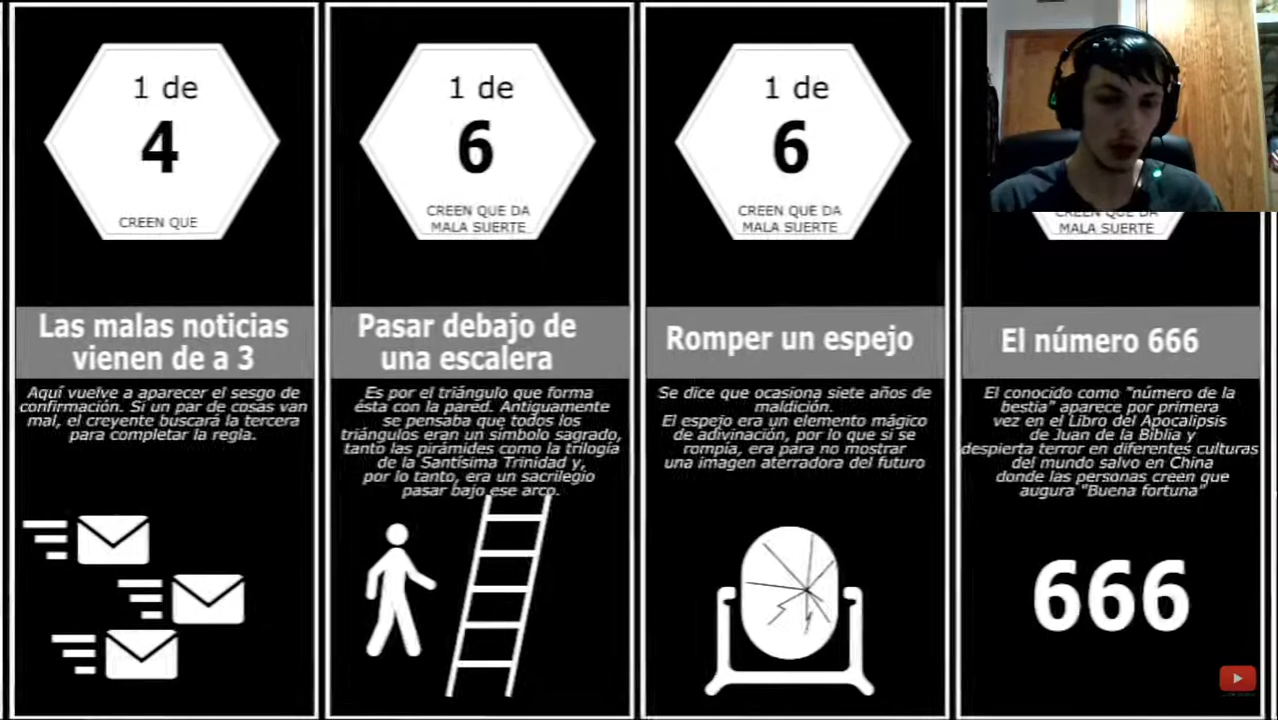 1 de
4
CREEN QUE
Las malas noticias
vienen de a 3
Aquí vuelve a aparecer el sesgo de
confirmación. Si un par de cosas van
mal, el creyente buscará la tercera
para completar la regla.
1 de
6
CREEN QUE DA
MALA SUERTE
Pasar debajo de
una escalera
Es por el triángulo que forma
ésta con la pared. Antiguamente
se pensaba que todos los
triángulos eran un símbolo sagrado,
tanto las pirámides como la trilogía
de la Santísima Trinidad y,
por lo tanto, era un sacrilegio
pasar bajo ese arco.
1 de
6
CREEN QUE DA
MALA SUERTE
Romper un espejo
Se dice que ocasiona siete años de
maldición.
El espejo era un elemento mágico
de adivinación, por lo que si se
rompía, era para no mostrar
una imagen aterradora del futuro
CREEN QUE DA
MALA SUERTE
El número 666
El conocido como "número de la
bestia" aparece por primera
vez en el Libro del Apocalipsis
de Juan de la Biblia y
despierta terror en diferentes culturas
del mundo salvo en China
donde las personas creen que
augura "Buena fortuna"
666